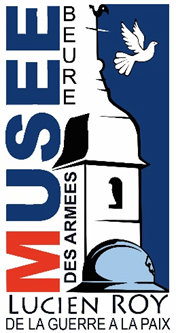 MUSEE
BEURE
DES ARMEES
LUCIEN ROY
DE LA GUERRE A LA PAIX